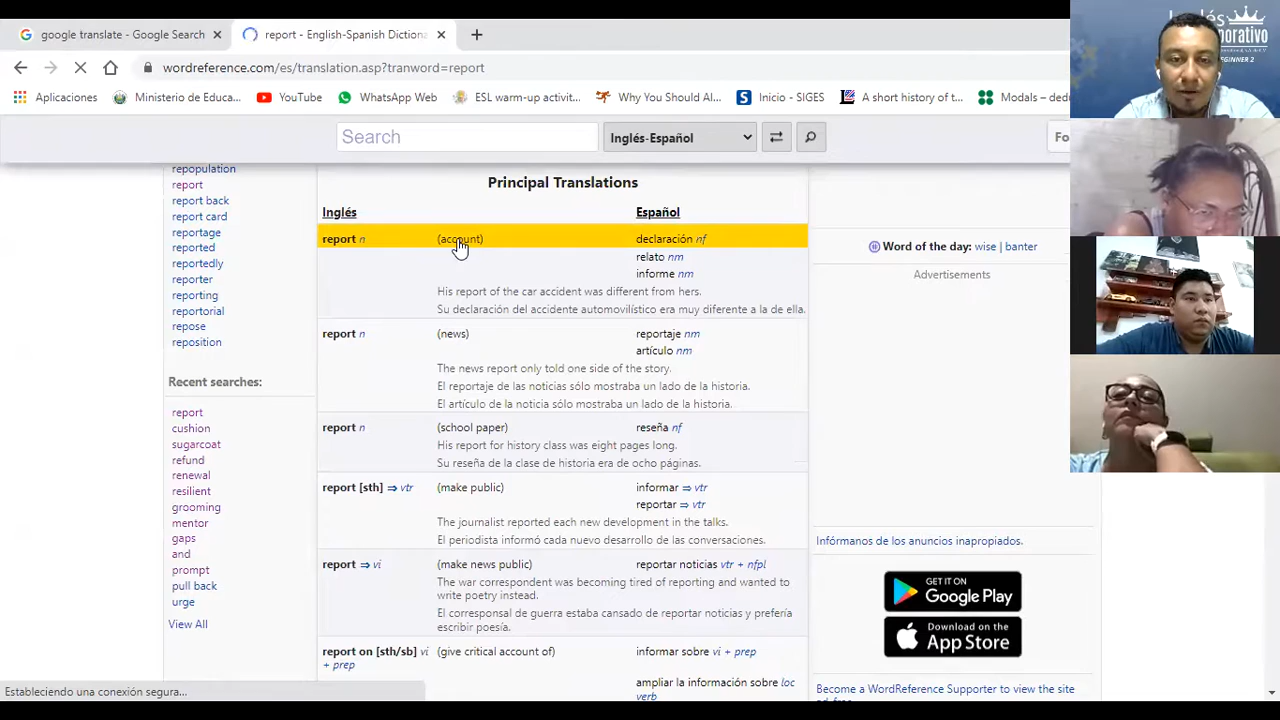 google translate - Google Search
report - English-Spanish Dictiona
wordreference.com/es/translation.asp?tranword=report
Aplicaciones
Ministerio de Educa...
YouTube
WhatsApp Web
ESL warm-up activit...
Why You Should Al...
Inicio - SIGES
A short history of t...
Modals – ded
Search
Inglés-Español
Fo
repopulation
report
report back
report card
reportage
reported
reportedly
reporter
reporting
reportorial
repose
reposition
Recent searches:
report
cushion
sugarcoat
refund
renewal
resilient
grooming
mentor
gaps
and
prompt
pull back
urge
View All
Principal Translations
Inglés Español
report n (account) declaración nf
relato nm
informe nm
His report of the car accident was different from hers.
Su declaración del accidente automovilístico era muy diferente a la de ella.
report n (news) reportaje nm
artículo nm
The news report only told one side of the story.
El reportaje de las noticias sólo mostraba un lado de la historia.
El artículo de la noticia sólo mostraba un lado de la historia.
report n (school paper) reseña nf
His report for history class was eight pages long.
Su reseña de la clase de historia era de ocho páginas.
report [sth] ⇒ vtr (make public) informar ⇒ vtr
reportar ⇒ vtr
The journalist reported each new development in the talks.
El periodista informó cada nuevo desarrollo de las conversaciones.
report ⇒ vi (make news public) reportar noticias vtr + nfpl
The war correspondent was becoming tired of reporting and wanted to
write poetry instead.
El corresponsal de guerra estaba cansado de reportar noticias y prefería
escribir poesía.
report on [sth/sb] vi (give critical account of) informar sobre vi + prep
+ prep
ampliar la información sobre loc
verb
Word of the day: wise | banter
Advertisements
Infórmanos de los anuncios inapropiados.
GET IT ON
Google Play
Download on the
App Store
Become a WordReference Supporter to view the site
Estableciendo una conexión segura...
Inglés
porativo
EGINNER 2